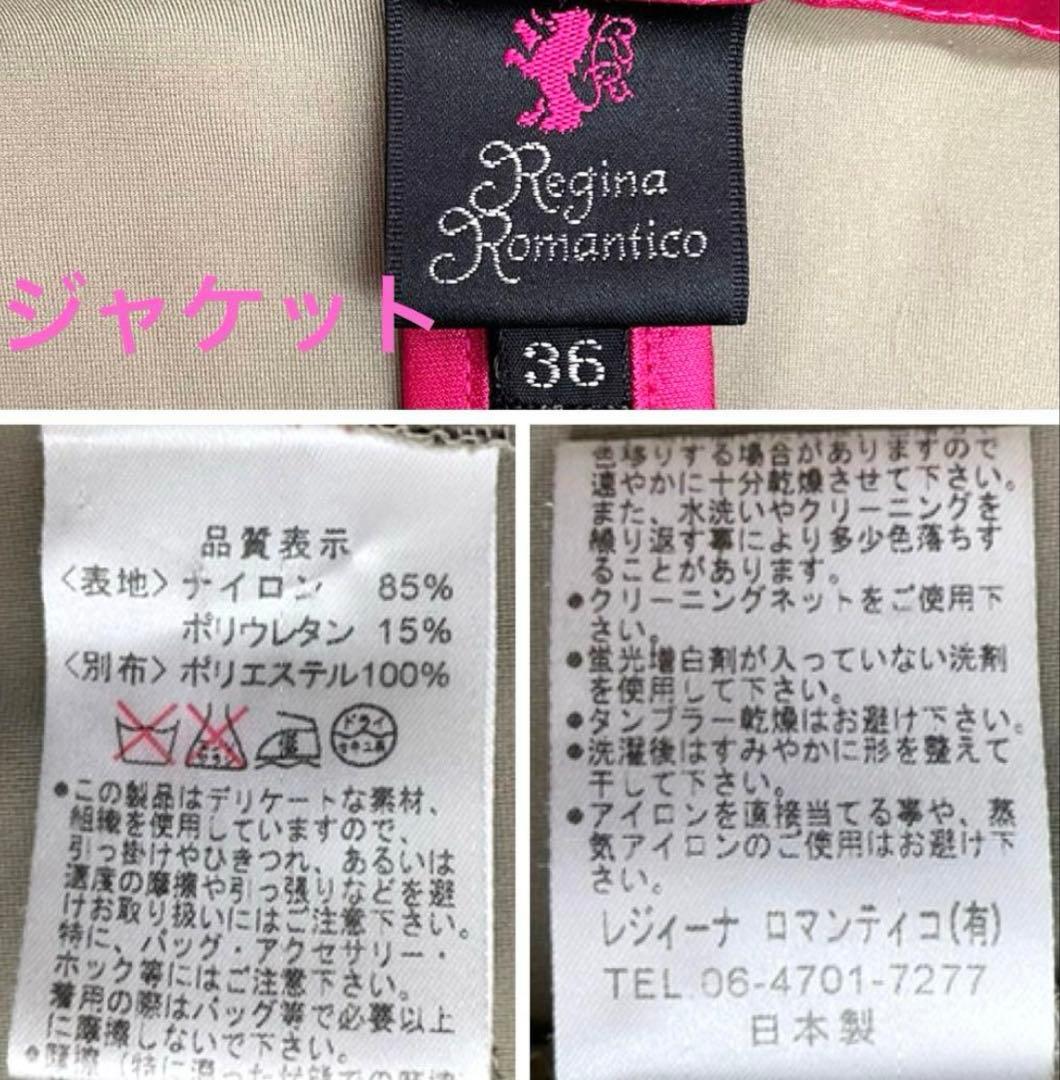 Regina
Romantico
ジャケット
36
品質表示
〈表地〉ナイロン 85%
ポリウレタン 15%
〈別布〉ポリエステル100%
ドライ
●この製品はデリケートな素材、
組織を使用していますので、
引っ掛けやひきつれ、あるいは
過度の摩擦や引っ張りなどを避
けお取り扱いにはご注意下さい。
特に、バッグ・アクセサリー・
ホック等にはご注意下さい。
着用の際はバッグ等で必要以上
に摩擦しないで下さい。
色移りする場合がありますので
速やかに十分乾燥させて下さい。
また、水洗いやクリーニングを
繰り返す事により多少色落ちす
ることがあります。
●クリーニングネットをご使用下
さい。
●蛍光増白剤が入っていない洗剤
を使用して下さい。
●タンブラー乾燥はお避け下さい。
●洗濯後はすみやかに形を整えて
干して下さい。
●アイロンを直接当てる事や、蒸
気アイロンのご使用はお避け下
さい。
レジィーナ ロマンティコ(有)
TEL.06-4701-7277
日本製